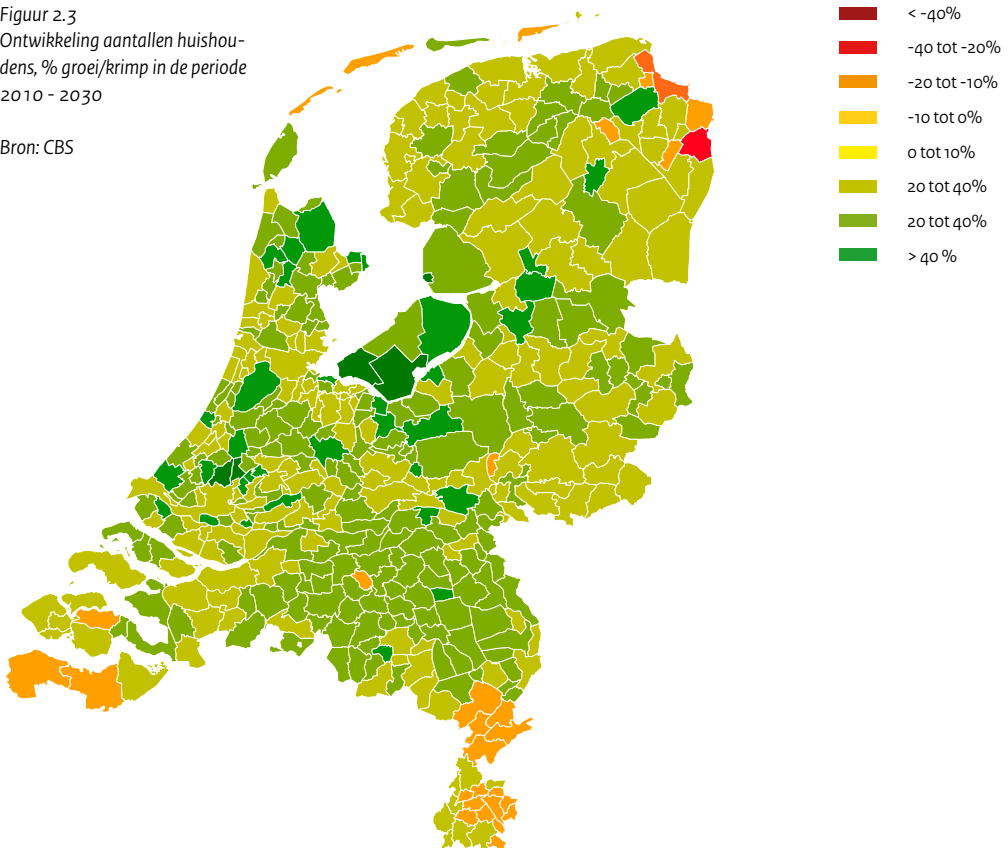 Figuur 2.3
Ontwikkeling aantallen huishou-
dens, % groei/krimp in de periode
2010 - 2030
Bron: CBS
< -40%
-40 tot -20%
-20 tot -10%
-10 tot 0%
0 tot 10%
20 tot 40%
20 tot 40%
> 40 %